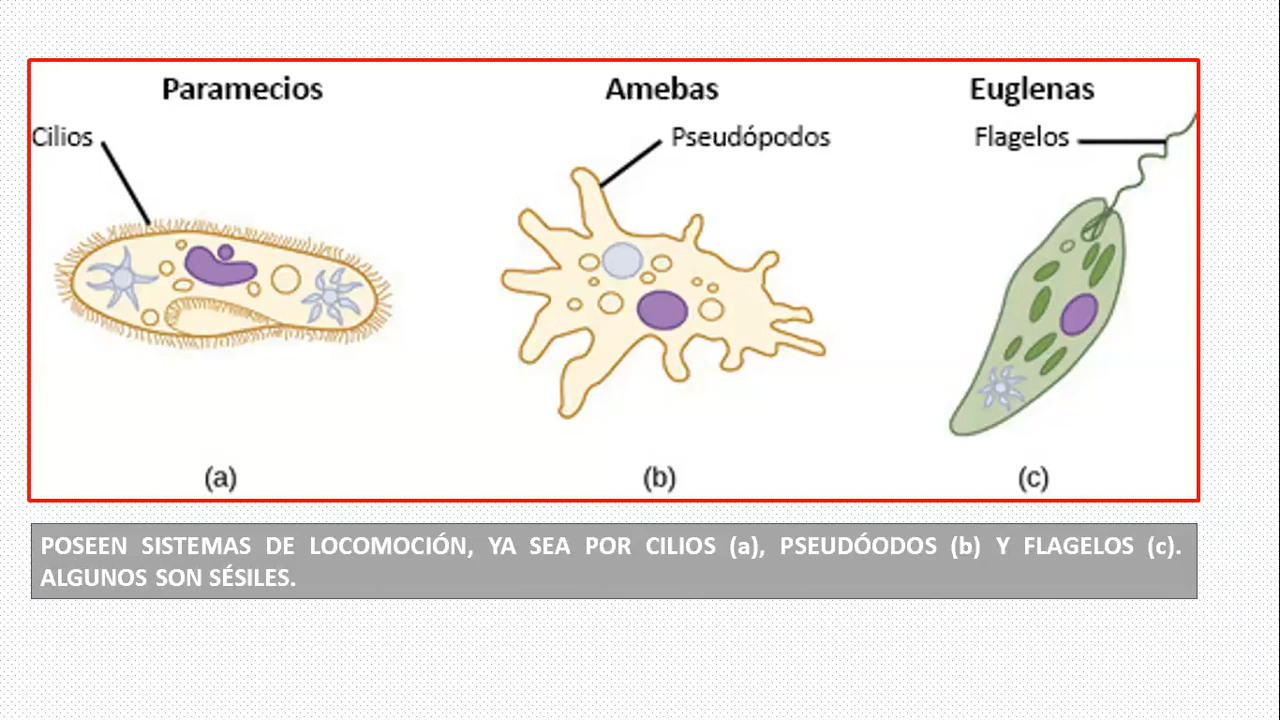 Paramecios Amebas Euglenas
Cilios Pseudópodos Flagelos
(a) (b) (c)
POSEEN SISTEMAS DE LOCOMOCIÓN, YA SEA POR CILIOS (a), PSEUDÓODOS (b) Y FLAGELOS (c).
ALGUNOS SON SÉSILES.